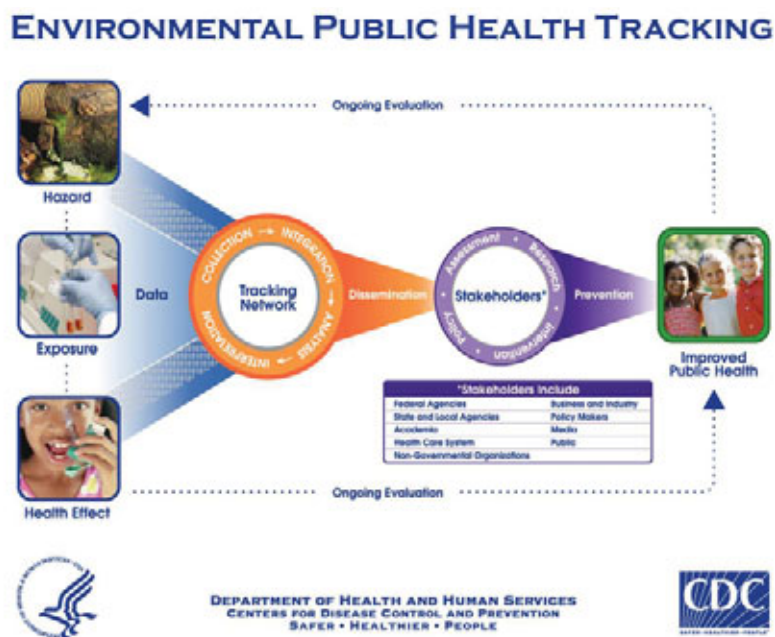 ENVIRONMENTAL PUBLIC HEALTH TRACKING
Ongoing Evaluation
Hazard
Data
Exposure
Health Effect
COLLECTION → INTEGRATION → ANALYSIS → INTERPRETATION
Tracking
Network
Dissemination
Assessment • Research • Intervention • Policy •
Stakeholders*
Prevention
Improved
Public Health
*Stakeholders Include
Federal Agencies
State and Local Agencies
Academia
Health Care System
Non-Governmental Organizations
Business and Industry
Policy Makers
Media
Public
Ongoing Evaluation
DEPARTMENT OF HEALTH AND HUMAN SERVICES
CENTERS FOR DISEASE CONTROL AND PREVENTION
SAFER • HEALTHIER • PEOPLE
CDC
SAFER • HEALTHIER • PEOPLE™